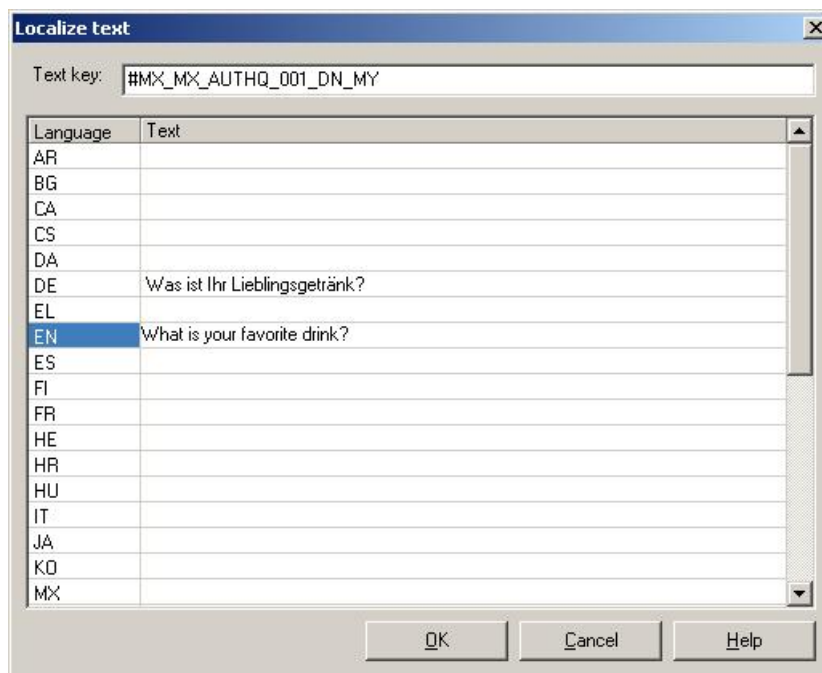 Localize text
Text key: #MX_MX_AUTHQ_001_DN_MY
Language Text
AR
BG
CA
CS
DA
DE Was ist Ihr Lieblingsgetränk?
EL
EN What is your favorite drink?
ES
FI
FR
HE
HR
HU
IT
JA
KO
MX
OK Cancel Help